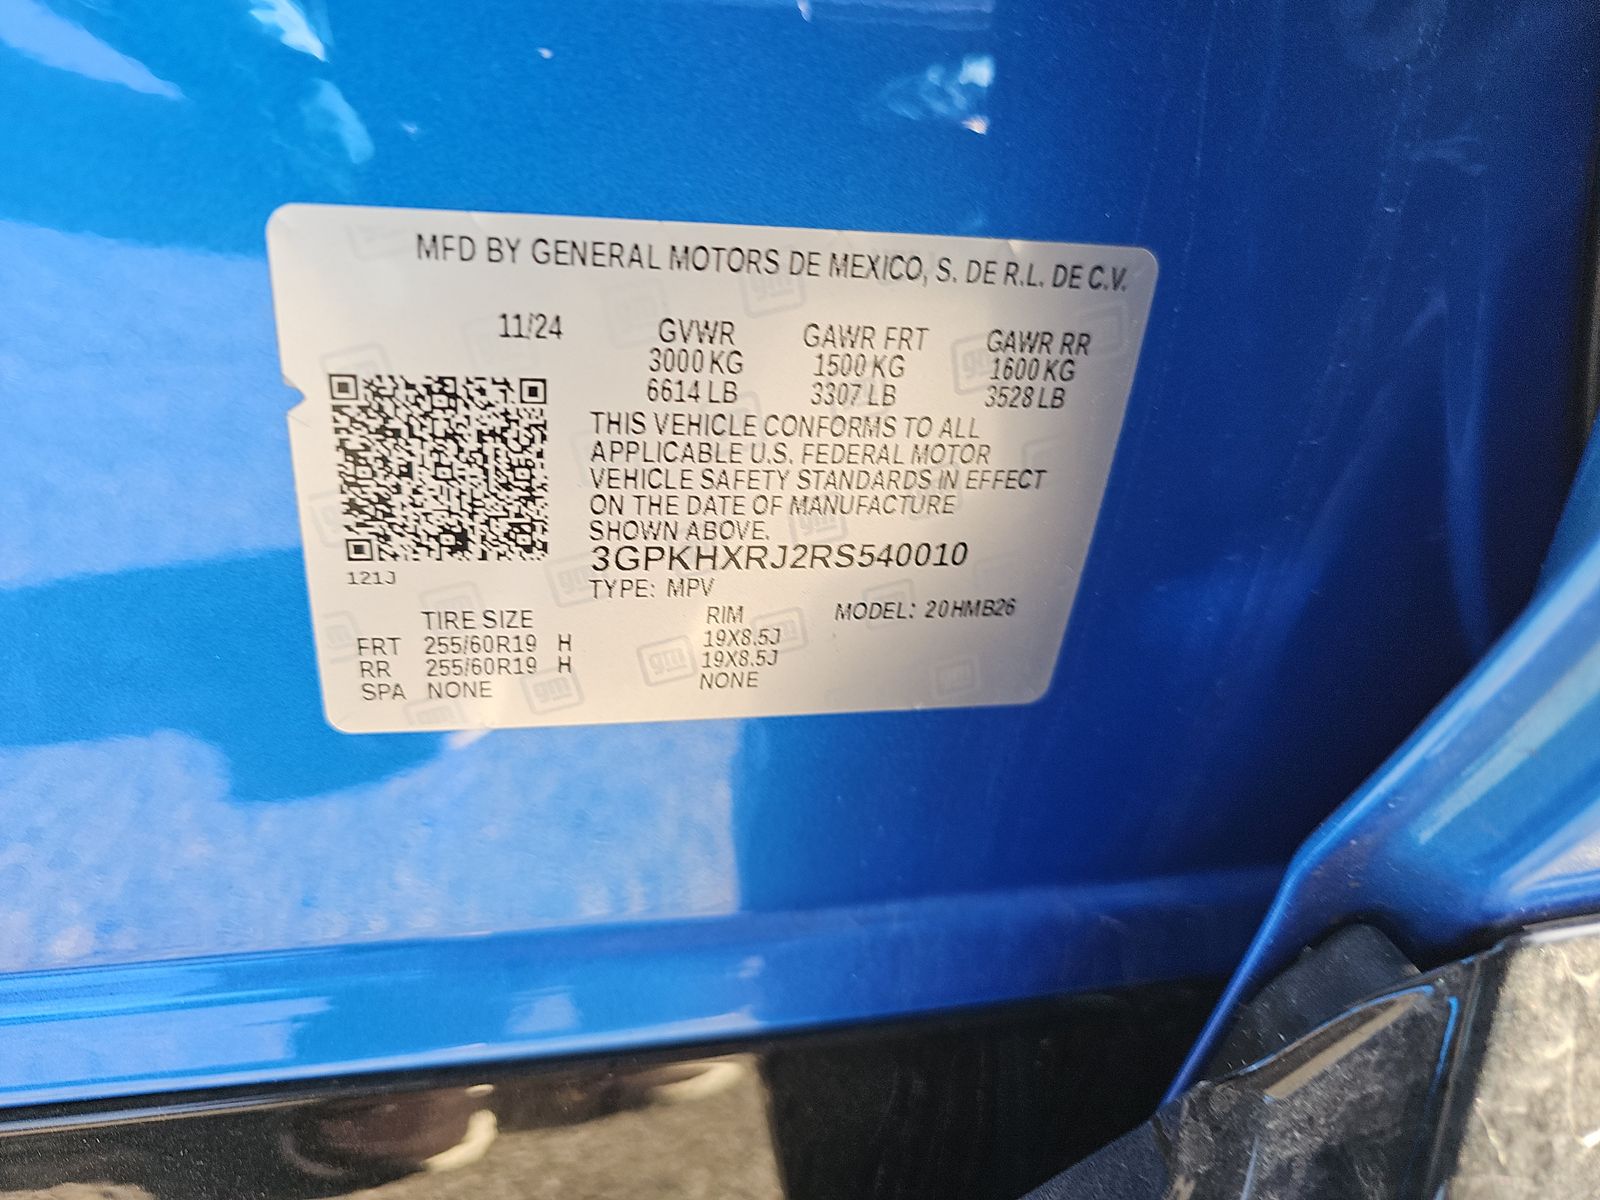 MFD BY GENERAL MOTORS DE MEXICO, S. DE R.L. DE C.V.
11/24 GVWR GAWR FRT GAWR RR
3000 KG 1500 KG 1600 KG
6614 LB 3307 LB 3528 LB
THIS VEHICLE CONFORMS TO ALL
APPLICABLE U.S. FEDERAL MOTOR
VEHICLE SAFETY STANDARDS IN EFFECT
ON THE DATE OF MANUFACTURE
SHOWN ABOVE.
3GPKHXRJ2RS540010
121J
TYPE: MPV
TIRE SIZE RIM MODEL: 20HMB26
FRT 255/60R19 H 19X8.5J
RR 255/60R19 H 19X8.5J
SPA NONE NONE